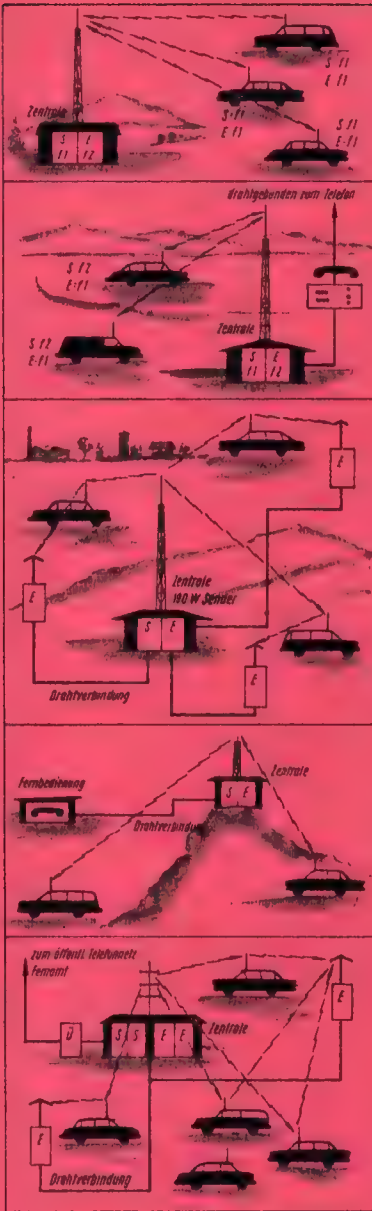 S·f1
E·f1
Zentrale
S E
f1 f2
S·f1
E·f1
S·f1
E·f1
drahtgebunden zum Telefon
S·f2
E·f1
Zentrale
S·f2
E·f1
S E
f1 f2
E
Zentrale
100 W Sender
E
S E
E
Drahtverbindung
Fernbedienung
Zentrale
S E
Drahtverbindu
zum öffentl. Telefonnetz
Fernamt
Ü
S S E E
Zentrale
E
E
Drahtverbindung